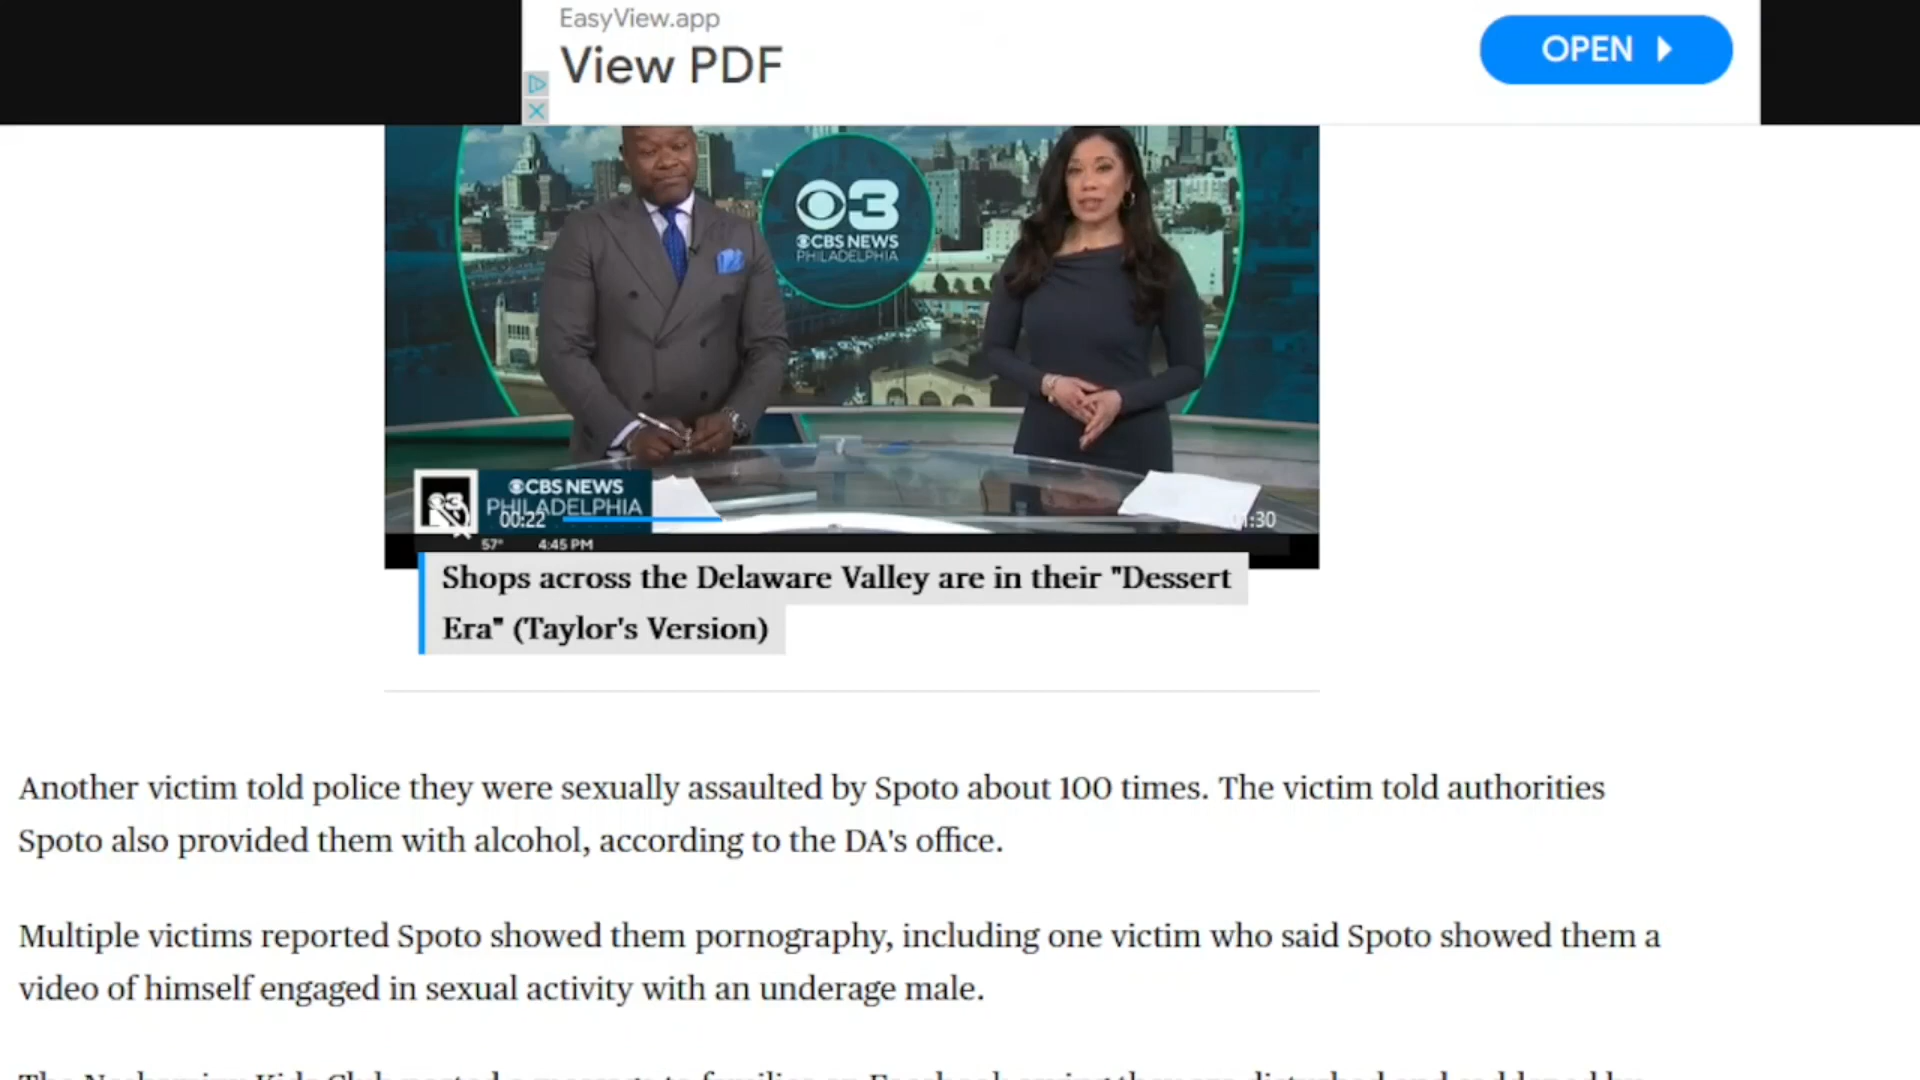 EasyView.app
View PDF
OPEN
3
CBS NEWS
PHILADELPHIA
3
CBS NEWS
PHILADELPHIA
00:22
:30
57° 4:45 PM
Shops across the Delaware Valley are in their "Dessert
Era" (Taylor's Version)
Another victim told police they were sexually assaulted by Spoto about 100 times. The victim told authorities
Spoto also provided them with alcohol, according to the DA's office.
Multiple victims reported Spoto showed them pornography, including one victim who said Spoto showed them a
video of himself engaged in sexual activity with an underage male.